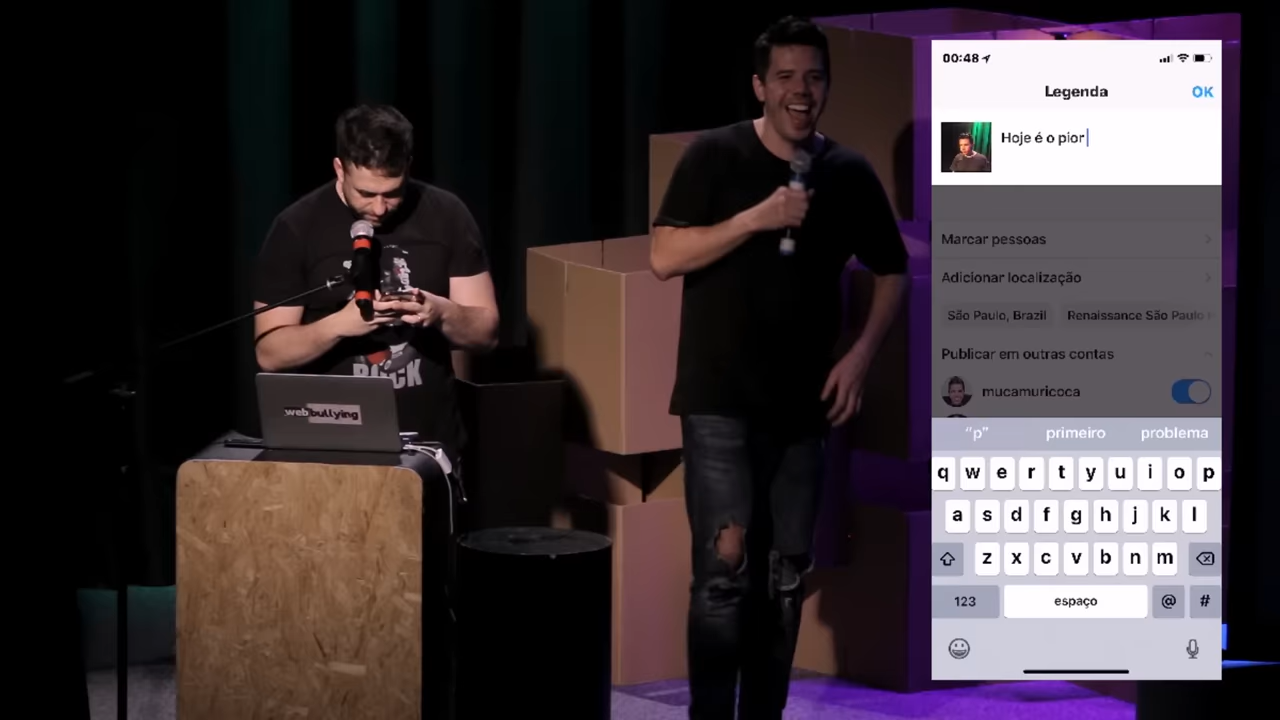 ROCK
webbullying
00:48
Legenda
OK
Hoje é o pior
Marcar pessoas
Adicionar localização
São Paulo, Brazil
Renaissance São Paulo
Publicar em outras contas
mucamuricoca
“p”
primeiro
problema
q w e r t y u i o p
a s d f g h j k l
z x c v b n m
123
espaço
@
#